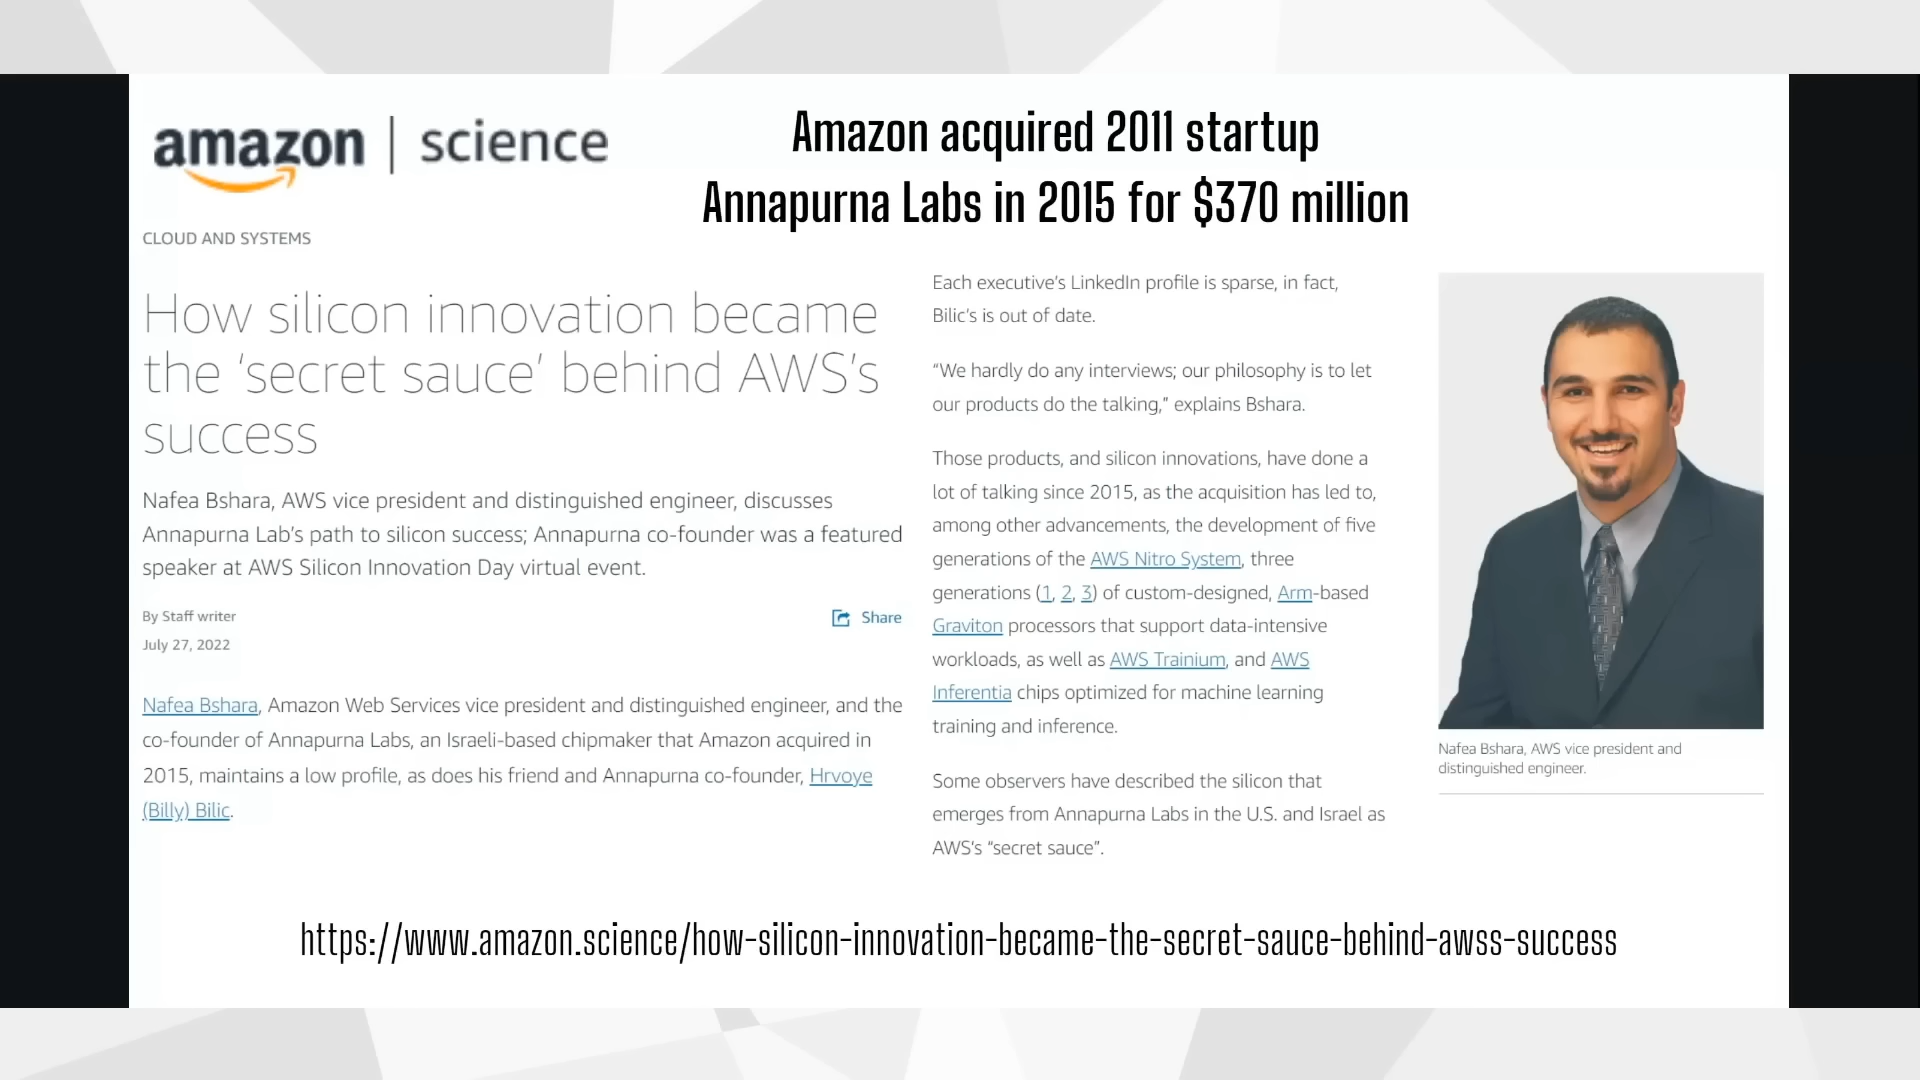 amazon | science
Amazon acquired 2011 startup
Annapurna Labs in 2015 for $370 million
CLOUD AND SYSTEMS
How silicon innovation became
the ‘secret sauce’ behind AWS’s
success
Nafea Bshara, AWS vice president and distinguished engineer, discusses
Annapurna Lab’s path to silicon success; Annapurna co-founder was a featured
speaker at AWS Silicon Innovation Day virtual event.
By Staff writer
Share
July 27, 2022
Nafea Bshara, Amazon Web Services vice president and distinguished engineer, and the
co-founder of Annapurna Labs, an Israeli-based chipmaker that Amazon acquired in
2015, maintains a low profile, as does his friend and Annapurna co-founder, Hrvoye
(Billy) Bilic.
Each executive’s LinkedIn profile is sparse, in fact,
Bilic’s is out of date.
“We hardly do any interviews; our philosophy is to let
our products do the talking,” explains Bshara.
Those products, and silicon innovations, have done a
lot of talking since 2015, as the acquisition has led to,
among other advancements, the development of five
generations of the AWS Nitro System, three
generations (1, 2, 3) of custom-designed, Arm-based
Graviton processors that support data-intensive
workloads, as well as AWS Trainium, and AWS
Inferentia chips optimized for machine learning
training and inference.
Some observers have described the silicon that
emerges from Annapurna Labs in the U.S. and Israel as
AWS’s “secret sauce”.
Nafea Bshara, AWS vice president and
distinguished engineer.
https://www.amazon.science/how-silicon-innovation-became-the-secret-sauce-behind-awss-success